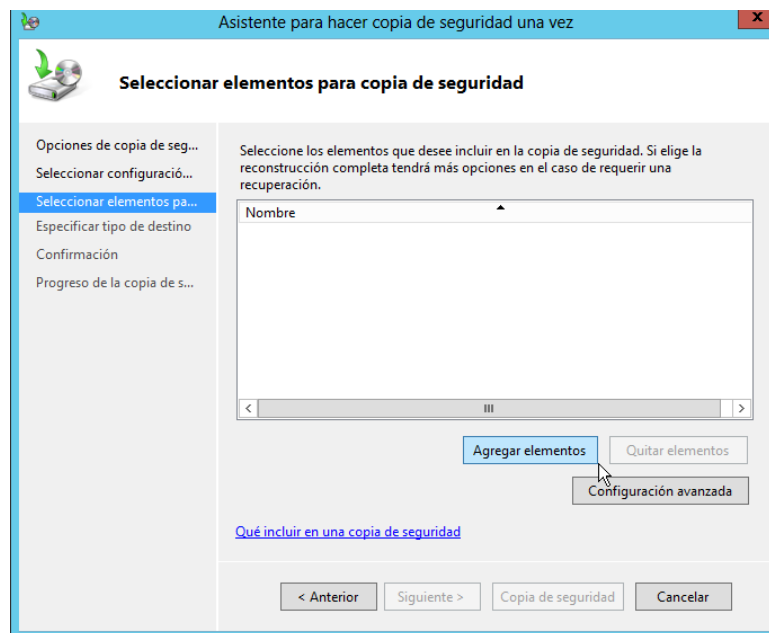 Asistente para hacer copia de seguridad una vez
x
Seleccionar elementos para copia de seguridad
Opciones de copia de seg...
Seleccionar configuració...
Seleccionar elementos pa...
Especificar tipo de destino
Confirmación
Progreso de la copia de s...
Seleccione los elementos que desee incluir en la copia de seguridad. Si elige la
reconstrucción completa tendrá más opciones en el caso de requerir una
recuperación.
Nombre
Agregar elementos
Quitar elementos
Configuración avanzada
Qué incluir en una copia de seguridad
< Anterior
Siguiente >
Copia de seguridad
Cancelar